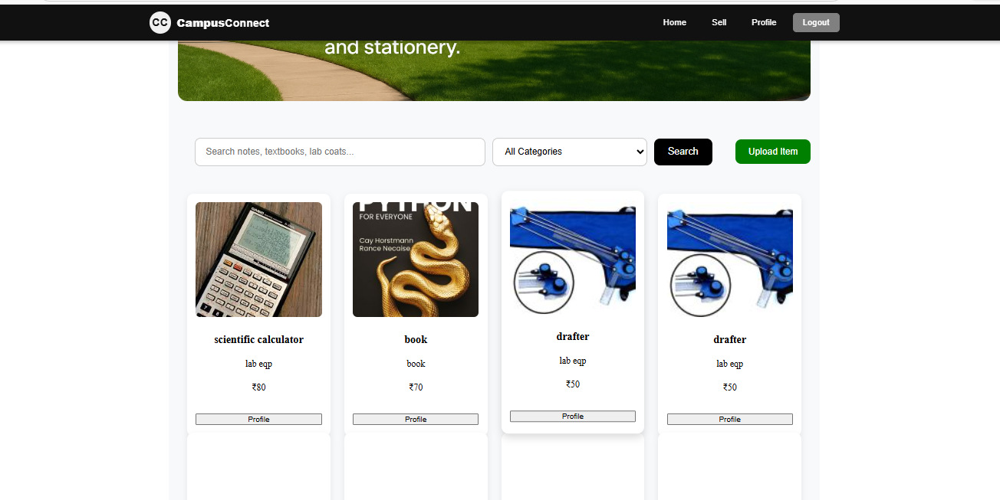 CC CampusConnect
Home Sell Profile Logout
and stationery.
Search notes, textbooks, lab coats...
All Categories
Search
Upload Item
CASIO
PYTHON
FOR EVERYONE
Cay Horstmann
Rance Necaise
scientific calculator
lab eqp
₹80
Profile
book
book
₹70
Profile
drafter
lab eqp
₹50
Profile
drafter
lab eqp
₹50
Profile